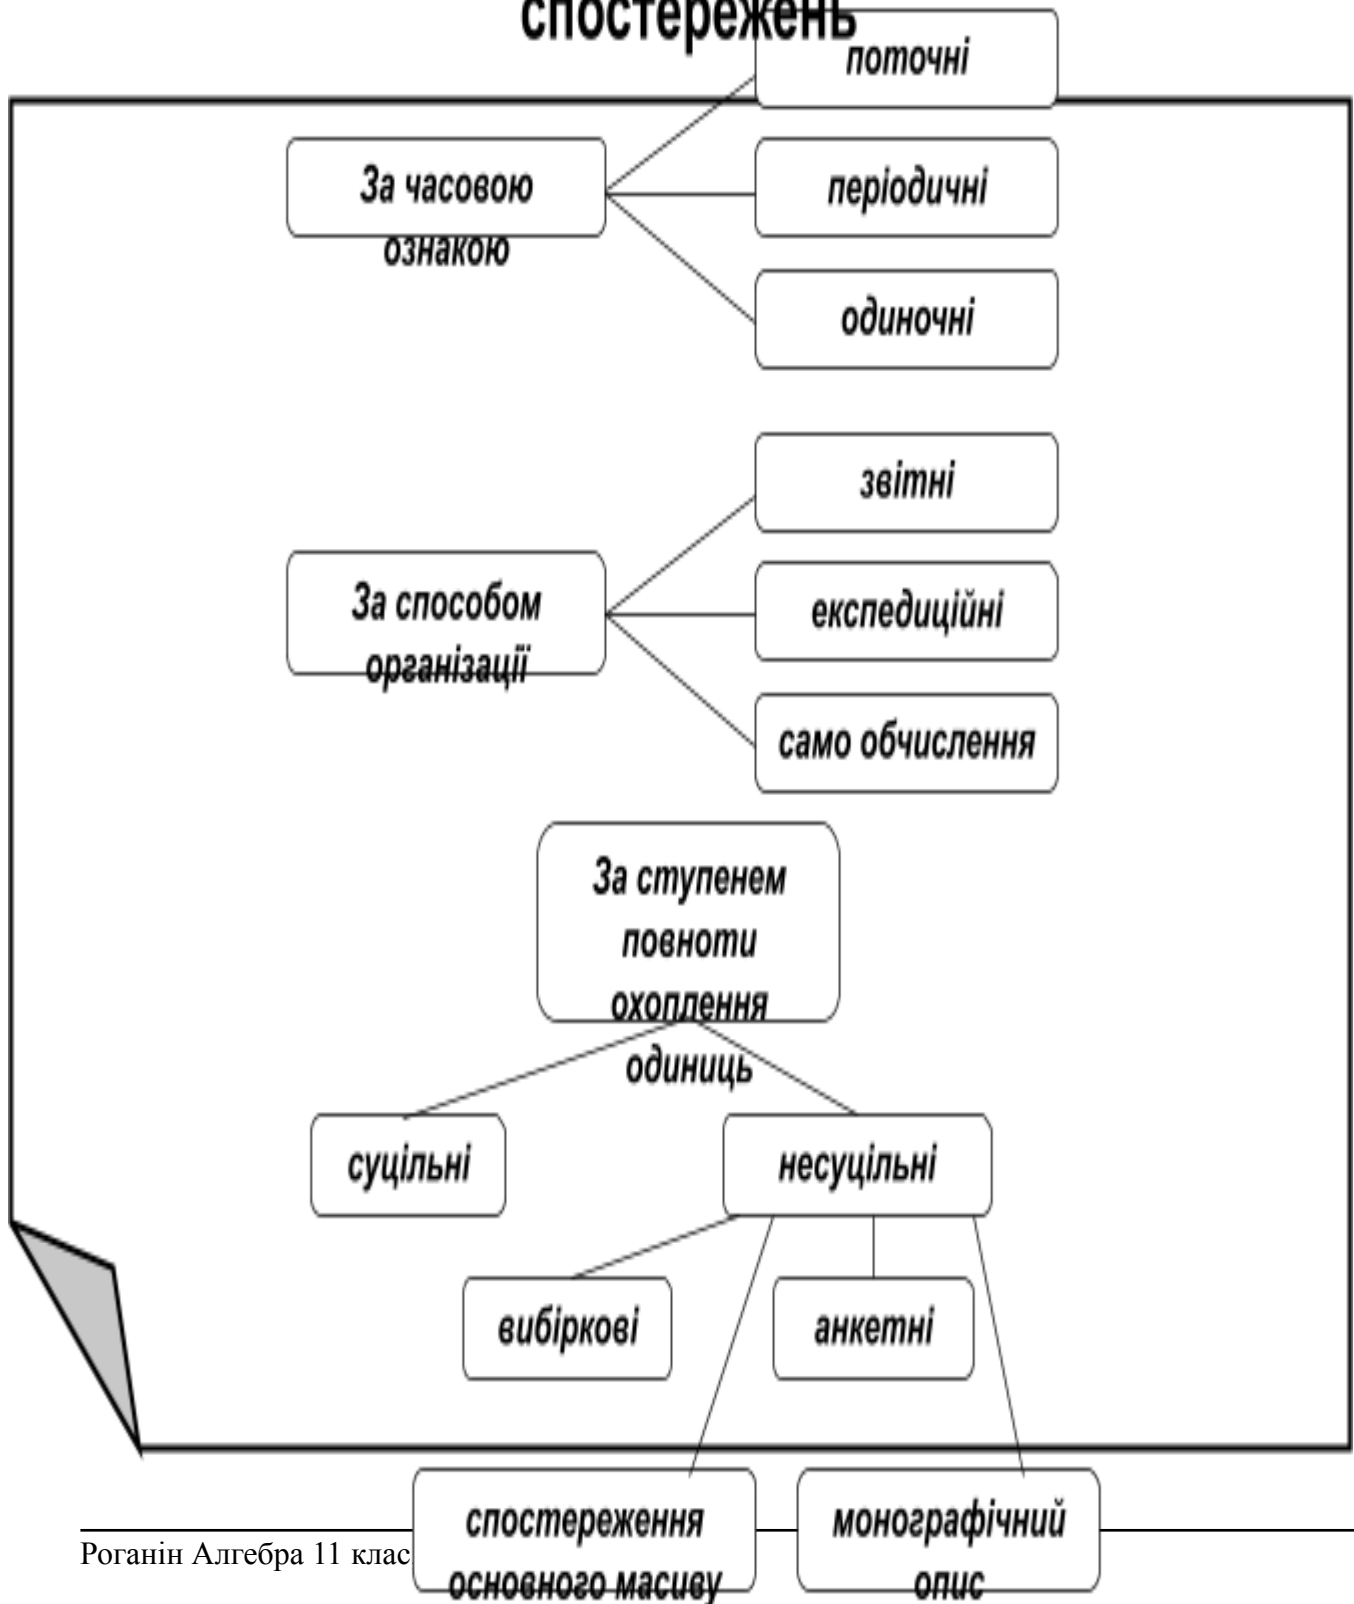 спостережень
поточні
За часовою
ознакою
періодичні
одиночні
звітні
За способом
організації
експедиційні
само обчислення
За ступенем
повноти
охоплення
одиниць
суцільні
несуцільні
вибіркові
анкетні
спостереження
основного масиву
монографічний
опис
Роганін Алгебра 11 клас